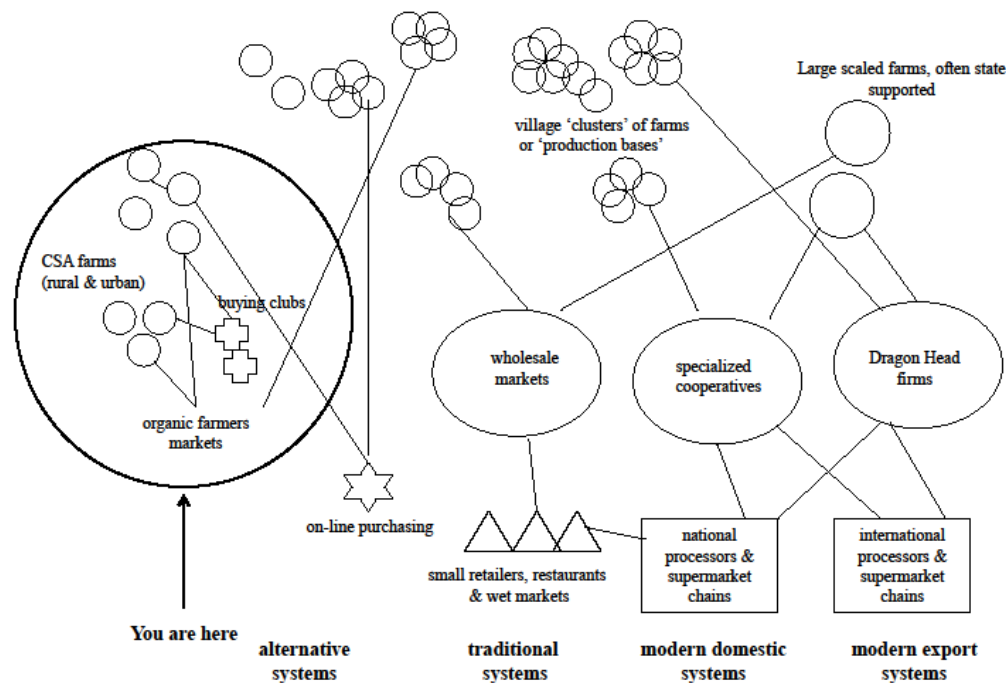 Large scaled farms, often state
supported
village 'clusters' of farms
or 'production bases'
CSA farms
(rural & urban)
buying clubs
organic farmers
markets
wholesale
markets
specialized
cooperatives
Dragon Head
firms
on-line purchasing
small retailers, restaurants
& wet markets
national
processors &
supermarket
chains
international
processors &
supermarket
chains
You are here
alternative
systems
traditional
systems
modern domestic
systems
modern export
systems